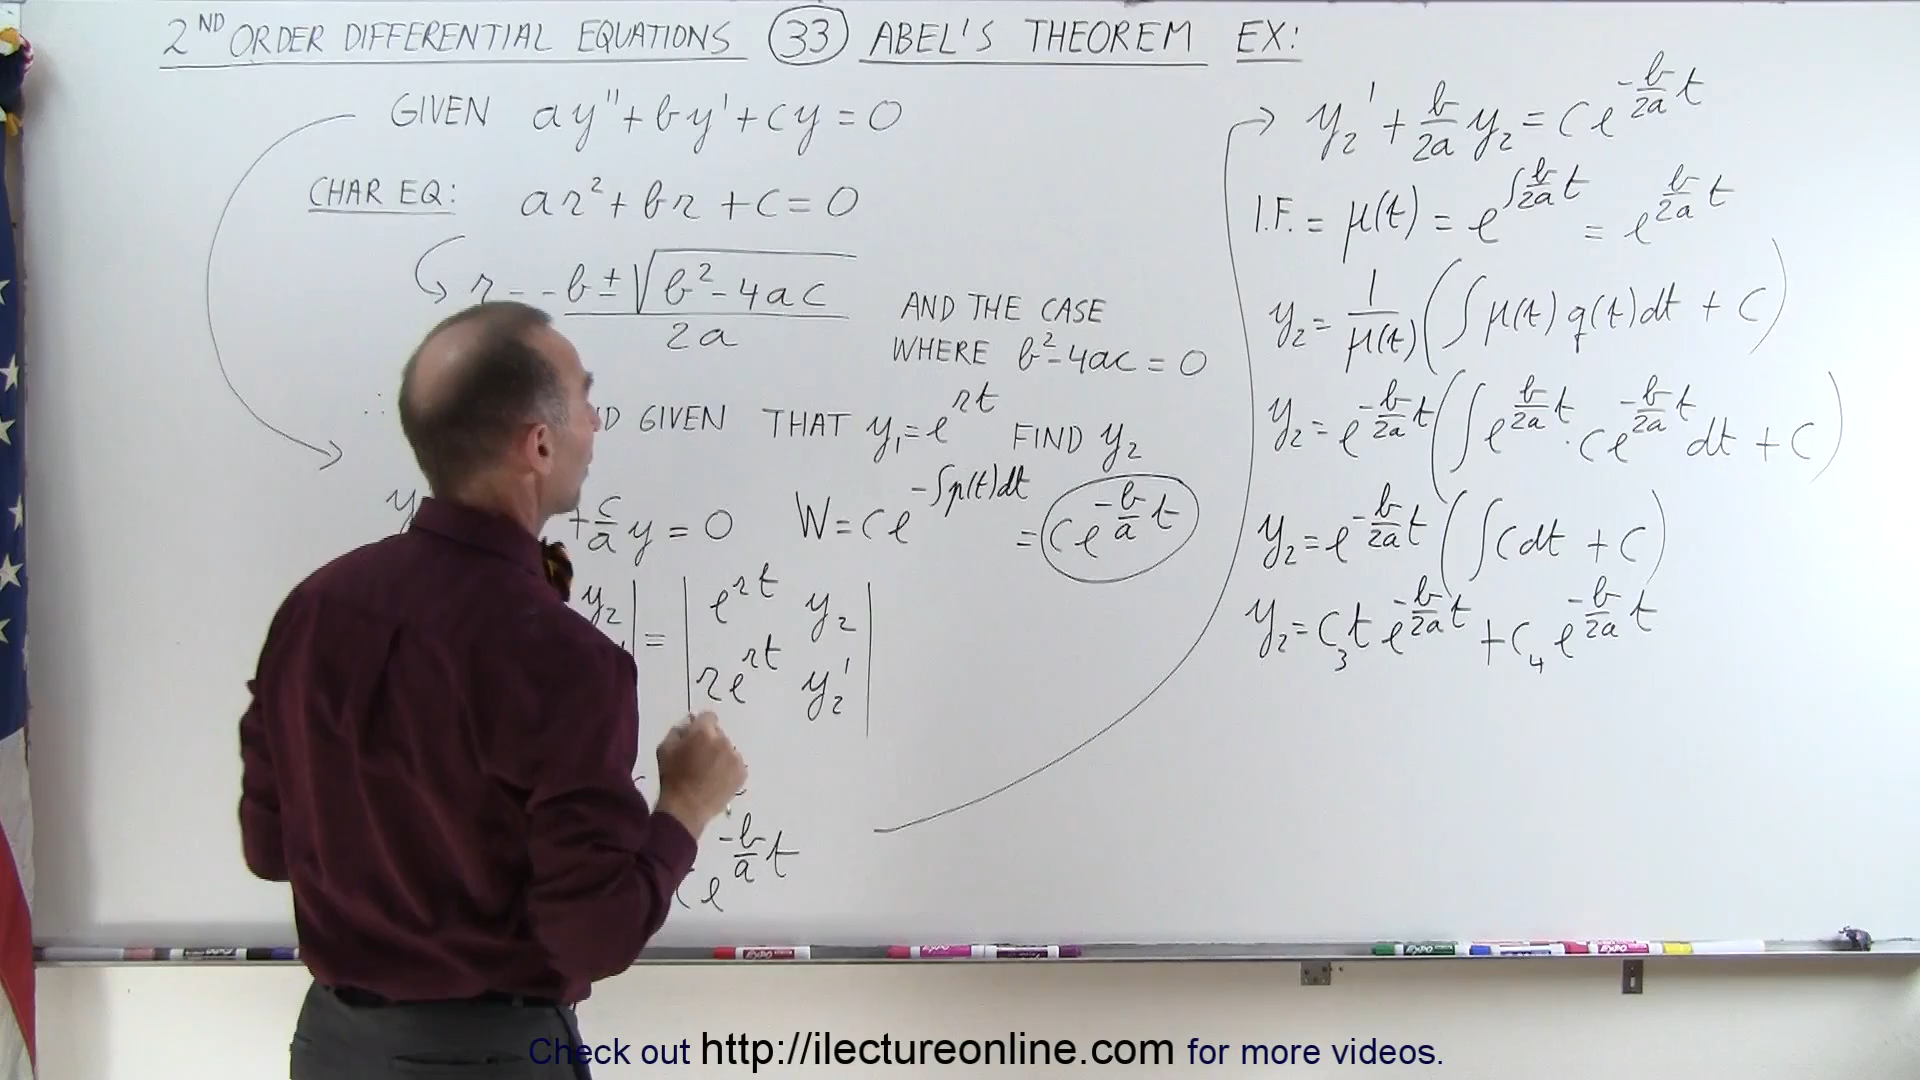 2ND ORDER DIFFERENTIAL EQUATIONS (33) ABEL'S THEOREM EX:
GIVEN ay''+by'+cy=0
CHAR EQ: ar²+br+c=0
r = -b±√(b²-4ac) / 2a
AND THE CASE
WHERE b²-4ac=0
GIVEN THAT y₁=e^(rt) FIND y₂
+ c/a y = 0 W = ce^(-∫p(t)dt) = ce^(-b/a t)
y₂ | = | e^(rt) y₂ |
| re^(rt) y₂' |
e^(-b/a t)
y₂' + b/2a y₂ = ce^(-b/2a t)
I.F. = μ(t) = e^(∫b/2a t) = e^(b/2a t)
y₂ = 1/μ(t) (∫μ(t) q(t)dt + C)
y₂ = e^(-b/2a t) (∫e^(b/2a t) · ce^(-b/2a t) dt + C)
y₂ = e^(-b/2a t) (∫c dt + C)
y₂ = c₃te^(-b/2a t) + c₄e^(-b/2a t)
Check out http://ilectureonline.com for more videos.